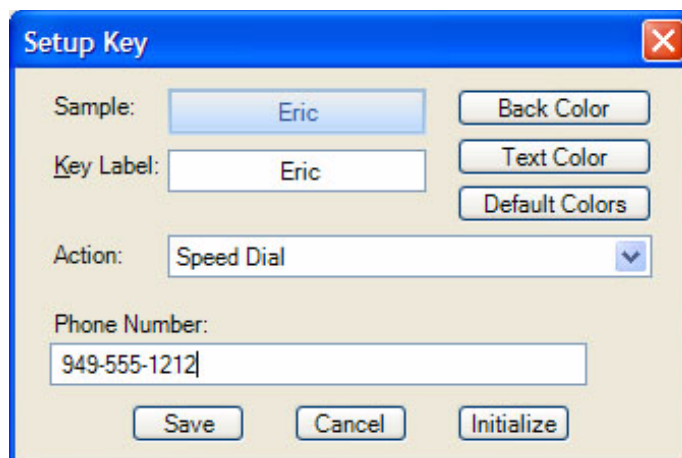 Setup Key
Sample: Eric Back Color
Key Label: Eric Text Color
Default Colors
Action: Speed Dial
Phone Number:
949-555-1212
Save Cancel Initialize